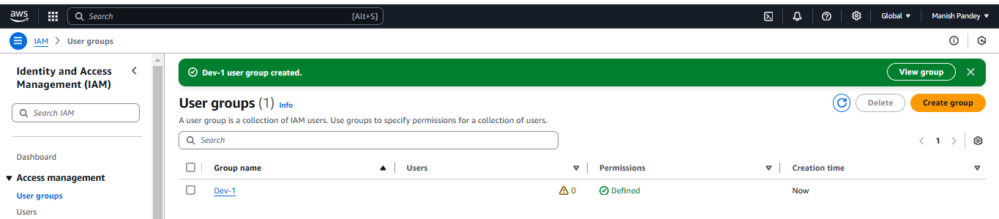 aws Search [Alt+S] Global Manish Pandey
IAM User groups
Identity and Access
Management (IAM)
Search IAM
Dashboard
Access management
User groups
Users
Dev-1 user group created. View group
User groups (1) Info Delete Create group
A user group is a collection of IAM users. Use groups to specify permissions for a collection of users.
Search 1
Group name Users Permissions Creation time
Dev-1 0 Defined Now